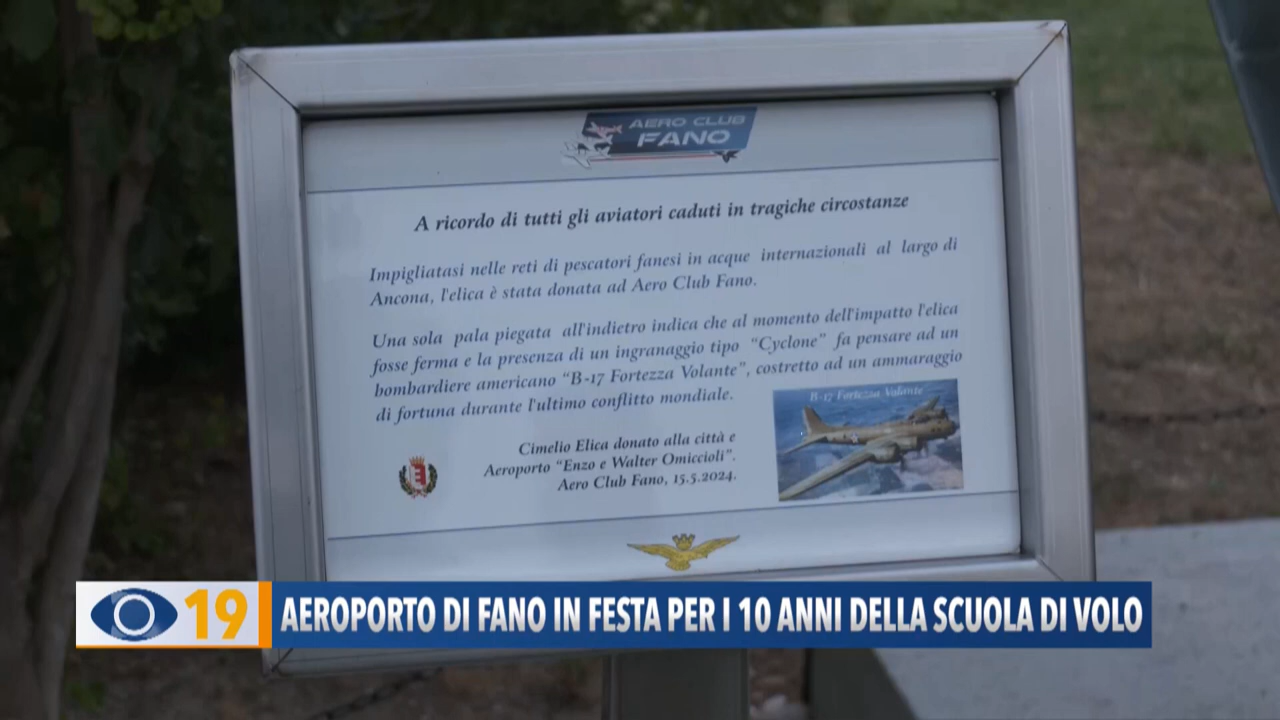 AERO CLUB
FANO
A ricordo di tutti gli aviatori caduti in tragiche circostanze
Impigliatasi nelle reti di pescatori fanesi in acque internazionali al largo di
Ancona, l'elica è stata donata ad Aero Club Fano.
Una sola pala piegata all'indietro indica che al momento dell'impatto l'elica
fosse ferma e la presenza di un ingranaggio tipo “Cyclone” fa pensare ad un
bombardiere americano “B-17 Fortezza Volante”, costretto ad un ammaraggio
di fortuna durante l'ultimo conflitto mondiale.
B-17 Fortezza Volante
Cimelio Elica donato alla città e
Aeroporto “Enzo e Walter Omiccioli”.
Aero Club Fano, 15.5.2024.
19
AEROPORTO DI FANO IN FESTA PER I 10 ANNI DELLA SCUOLA DI VOLO